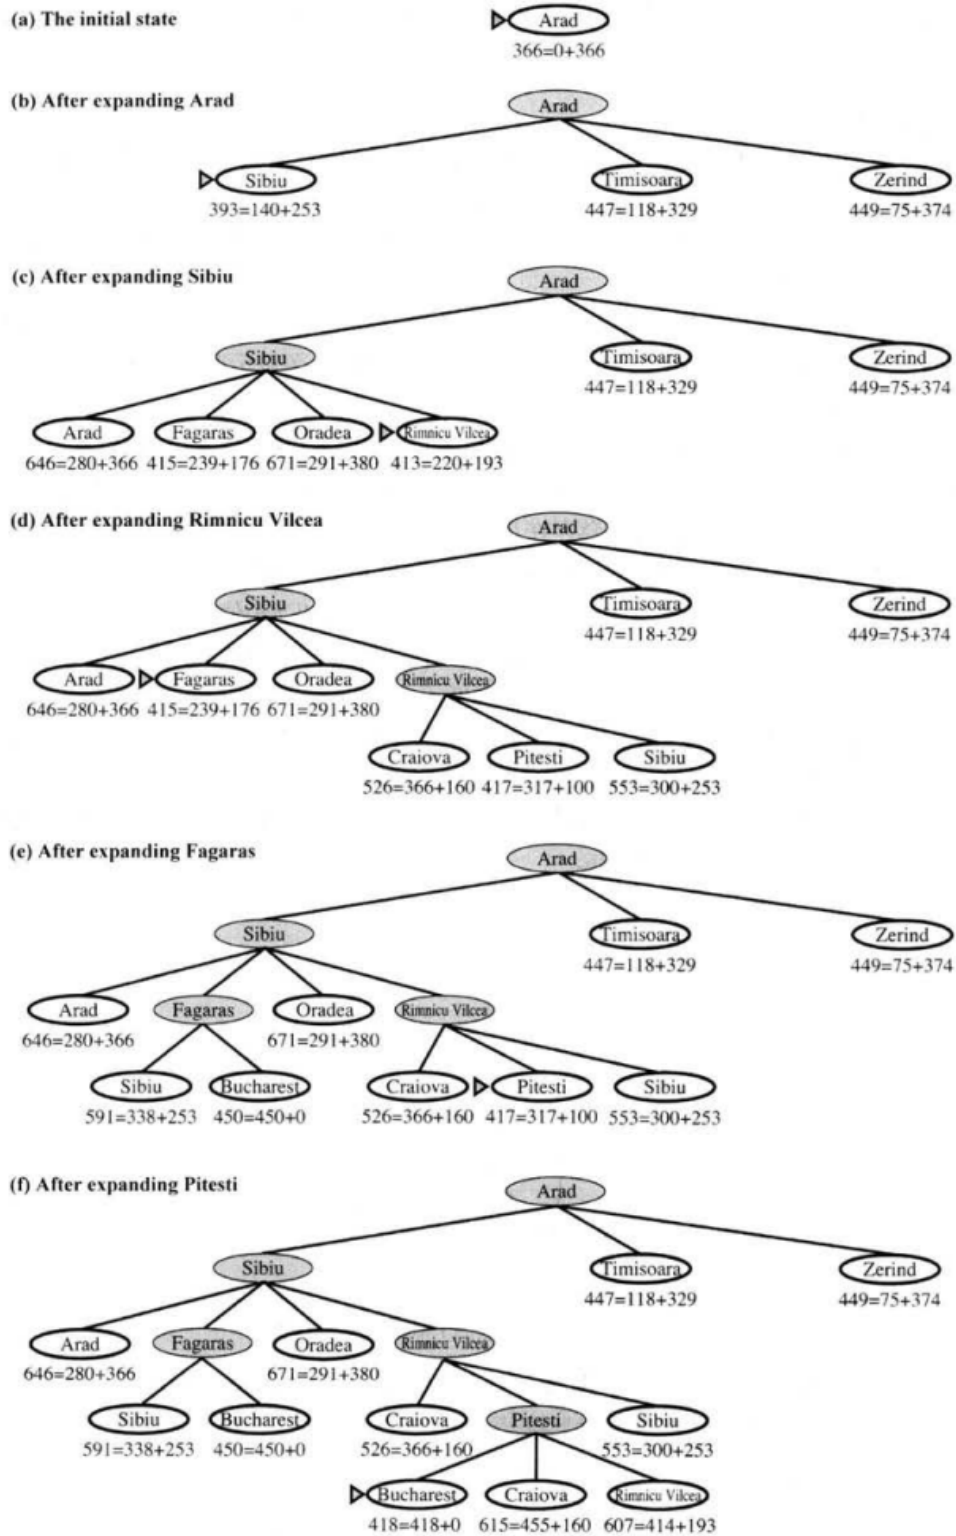 (a) The initial state
Arad
366=0+366
(b) After expanding Arad
Arad
Sibiu Timisoara Zerind
393=140+253 447=118+329 449=75+374
(c) After expanding Sibiu
Arad
Sibiu Timisoara Zerind
447=118+329 449=75+374
Arad Fagaras Oradea Rimnicu Vilcea
646=280+366 415=239+176 671=291+380 413=220+193
(d) After expanding Rimnicu Vilcea
Arad
Sibiu Timisoara Zerind
447=118+329 449=75+374
Arad Fagaras Oradea Rimnicu Vilcea
646=280+366 415=239+176 671=291+380
Craiova Pitesti Sibiu
526=366+160 417=317+100 553=300+253
(e) After expanding Fagaras
Arad
Sibiu Timisoara Zerind
447=118+329 449=75+374
Arad Fagaras Oradea Rimnicu Vilcea
646=280+366 671=291+380
Sibiu Bucharest Craiova Pitesti Sibiu
591=338+253 450=450+0 526=366+160 417=317+100 553=300+253
(f) After expanding Pitesti
Arad
Sibiu Timisoara Zerind
447=118+329 449=75+374
Arad Fagaras Oradea Rimnicu Vilcea
646=280+366 671=291+380
Sibiu Bucharest Craiova Pitesti Sibiu
591=338+253 450=450+0 526=366+160 553=300+253
Bucharest Craiova Rimnicu Vilcea
418=418+0 615=455+160 607=414+193